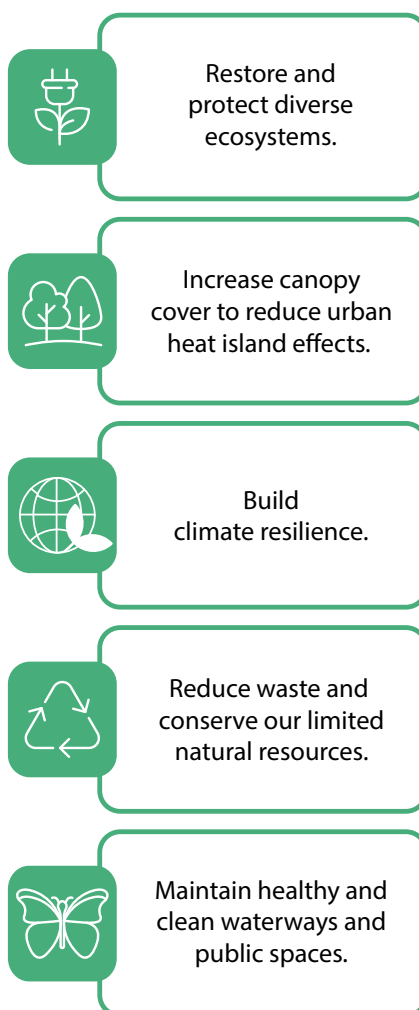 Restore and
protect diverse
ecosystems.
Increase canopy
cover to reduce urban
heat island effects.
Build
climate resilience.
Reduce waste and
conserve our limited
natural resources.
Maintain healthy and
clean waterways and
public spaces.